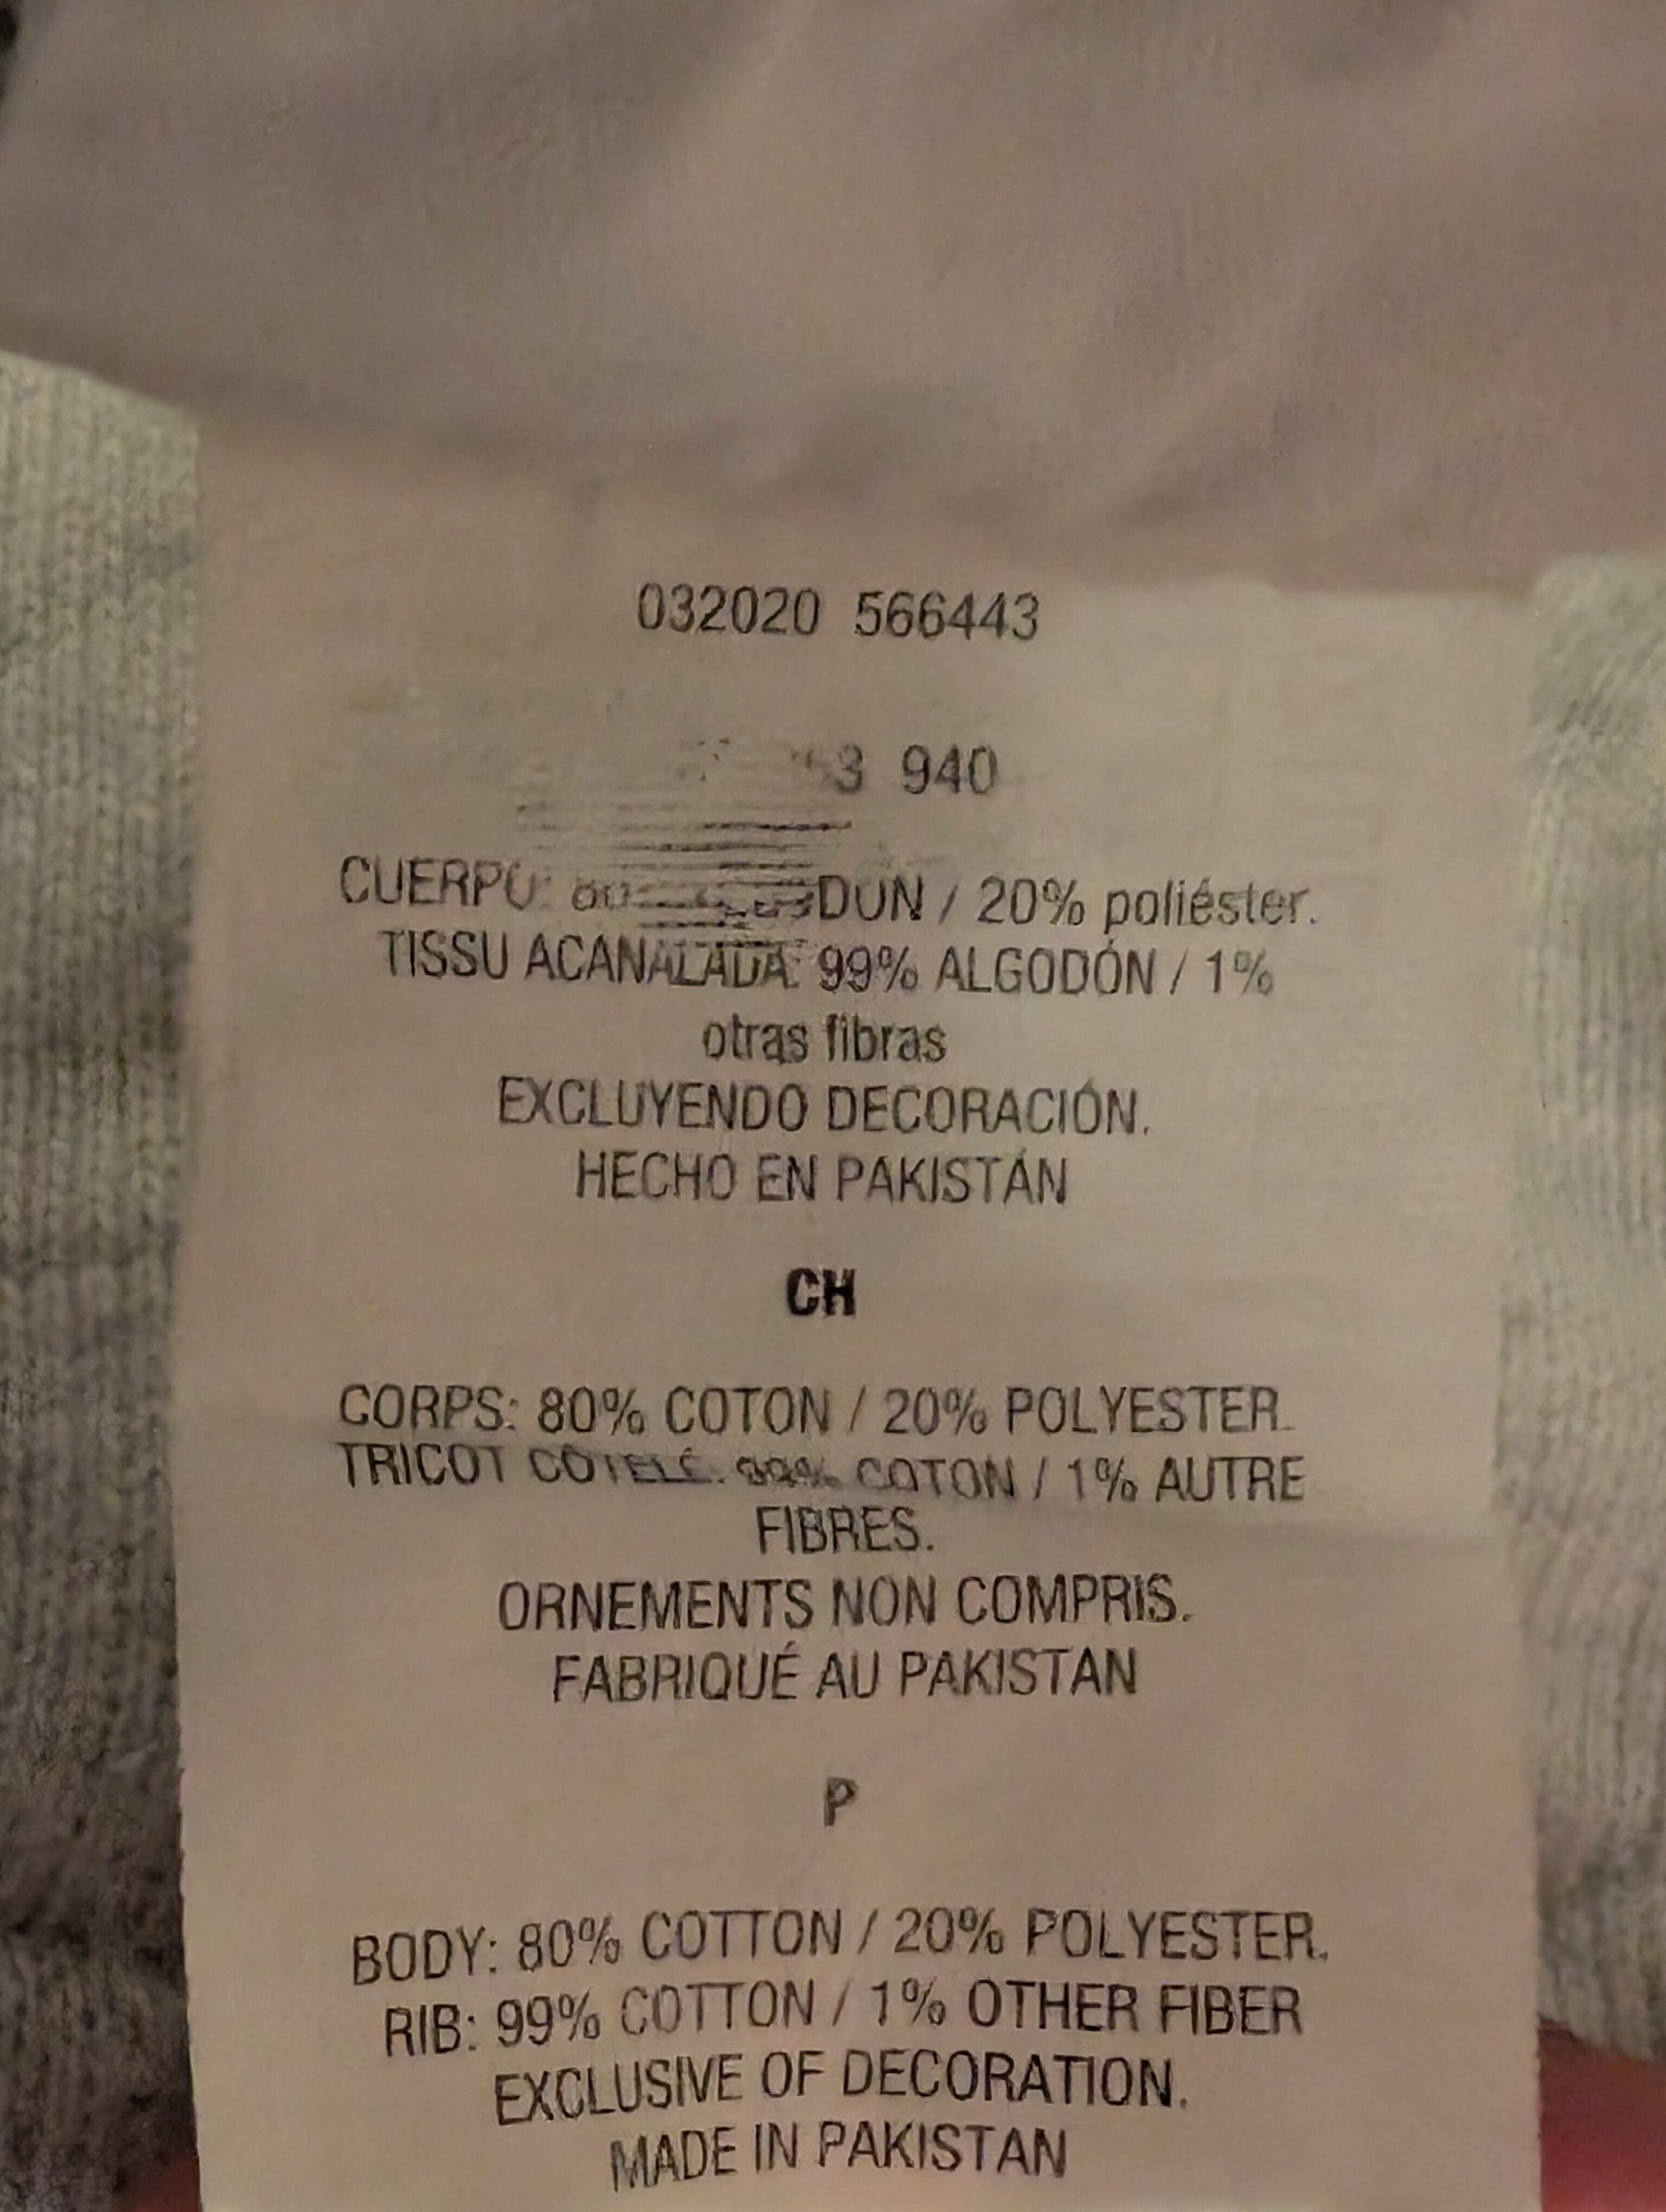 032020 566443
940
CUERPO: / 20% poliéster.
TISSU ACANALADA: 99% ALGODÓN / 1%
otras fibras
EXCLUYENDO DECORACIÓN.
HECHO EN PAKISTÁN
CH
CORPS: 80% COTON / 20% POLYESTER.
TRICOT CÔTELÉ: 99% COTON / 1% AUTRE
FIBRES.
ORNEMENTS NON COMPRIS.
FABRIQUÉ AU PAKISTAN
P
BODY: 80% COTTON / 20% POLYESTER.
RIB: 99% COTTON / 1% OTHER FIBER
EXCLUSIVE OF DECORATION.
MADE IN PAKISTAN